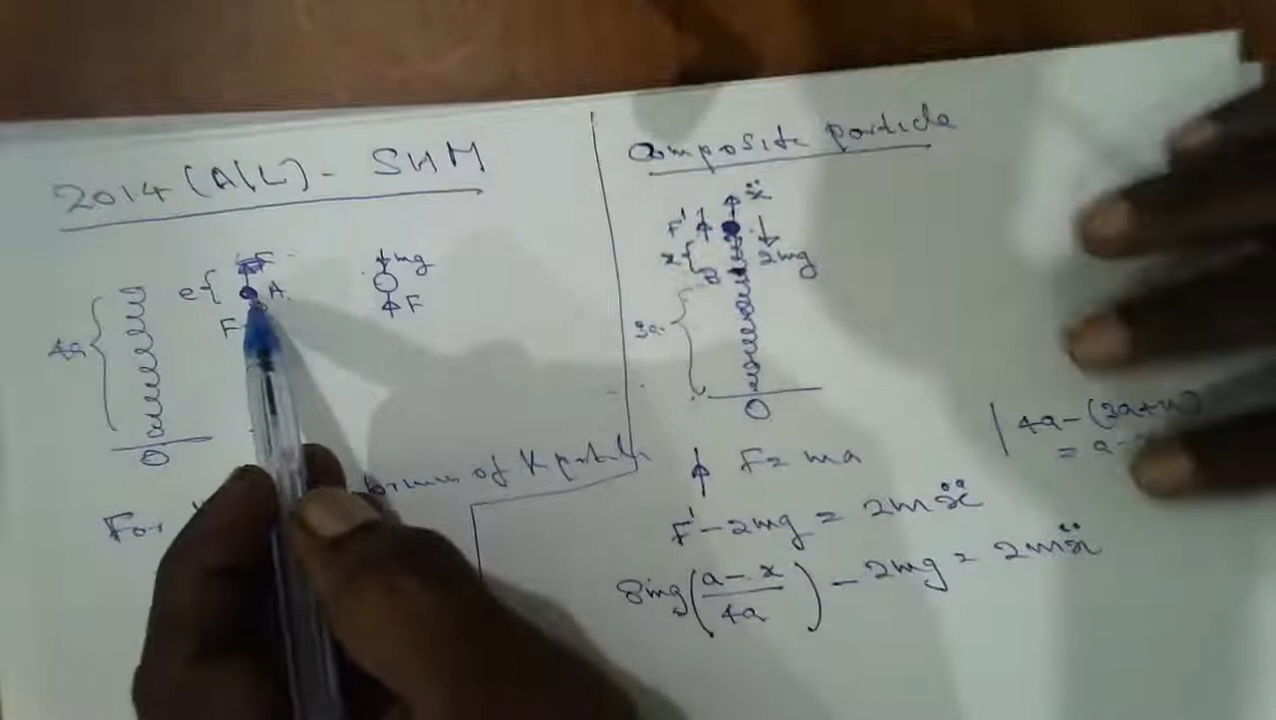 2014 (A/L) - SHM
F
e{
A
F
4a
O
mg
F
For
of
Composite particle
ẍ
F'
x
2mg
3a
O
4a-(3a+x)
= a-
F = ma
F' - 2mg = 2mẍ
8mg(a-x/4a) - 2mg = 2mẍ